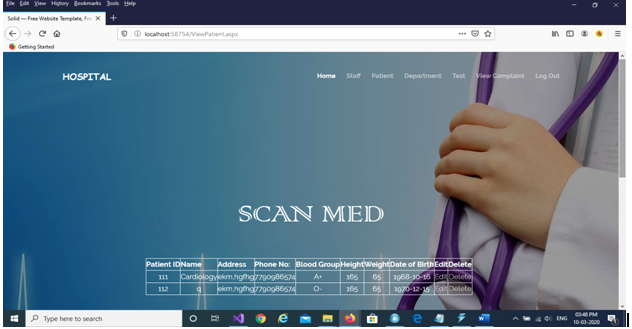 File Edit View History Bookmarks Tools Help
Solid — Free Website Template, Fre
localhost:58754/ViewPatient.aspx
Getting Started
HOSPITAL
Home Staff Patient Department Test View Complaint Log Out
SCAN MED
Patient ID Name Address Phone No: Blood Group Height Weight Date of Birth Edit Delete
111 Cardiology ekm,hgfhg 7790986574 A+ 165 65 1968-10-16 Edit Delete
112 q ekm,hgfhg 7790986574 O- 165 65 1970-12-15 Edit Delete
Type here to search
ENG
03:48 PM
10-03-2020